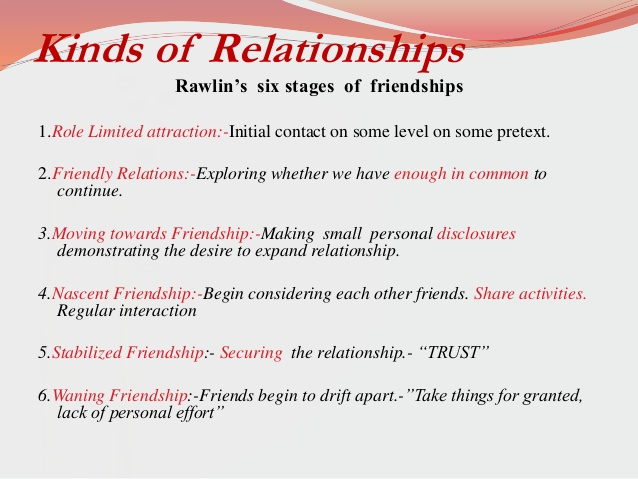 Kinds of Relationships
Rawlin's six stages of friendships
1.Role Limited attraction:-Initial contact on some level on some pretext.
2.Friendly Relations:-Exploring whether we have enough in common to
continue.
3.Moving towards Friendship:-Making small personal disclosures
demonstrating the desire to expand relationship.
4.Nascent Friendship:-Begin considering each other friends. Share activities.
Regular interaction
5.Stabilized Friendship:- Securing the relationship.- “TRUST”
6.Waning Friendship:-Friends begin to drift apart.-”Take things for granted,
lack of personal effort”